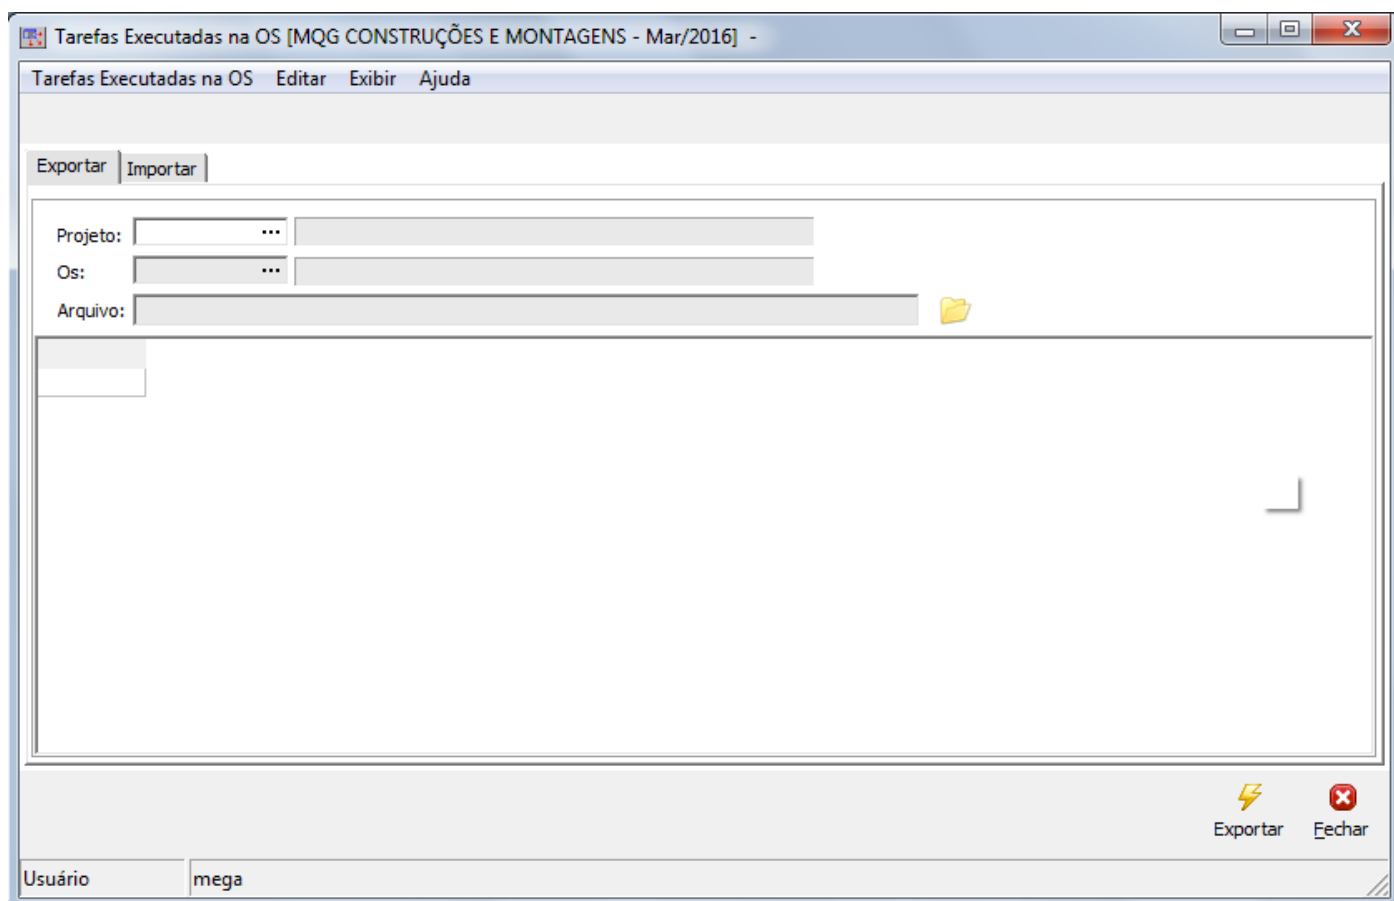 Tarefas Executadas na OS [MQG CONSTRUÇÕES E MONTAGENS - Mar/2016] -
Tarefas Executadas na OS Editar Exibir Ajuda
Exportar Importar
Projeto: ...
Os: ...
Arquivo:
Exportar Fechar
Usuário mega